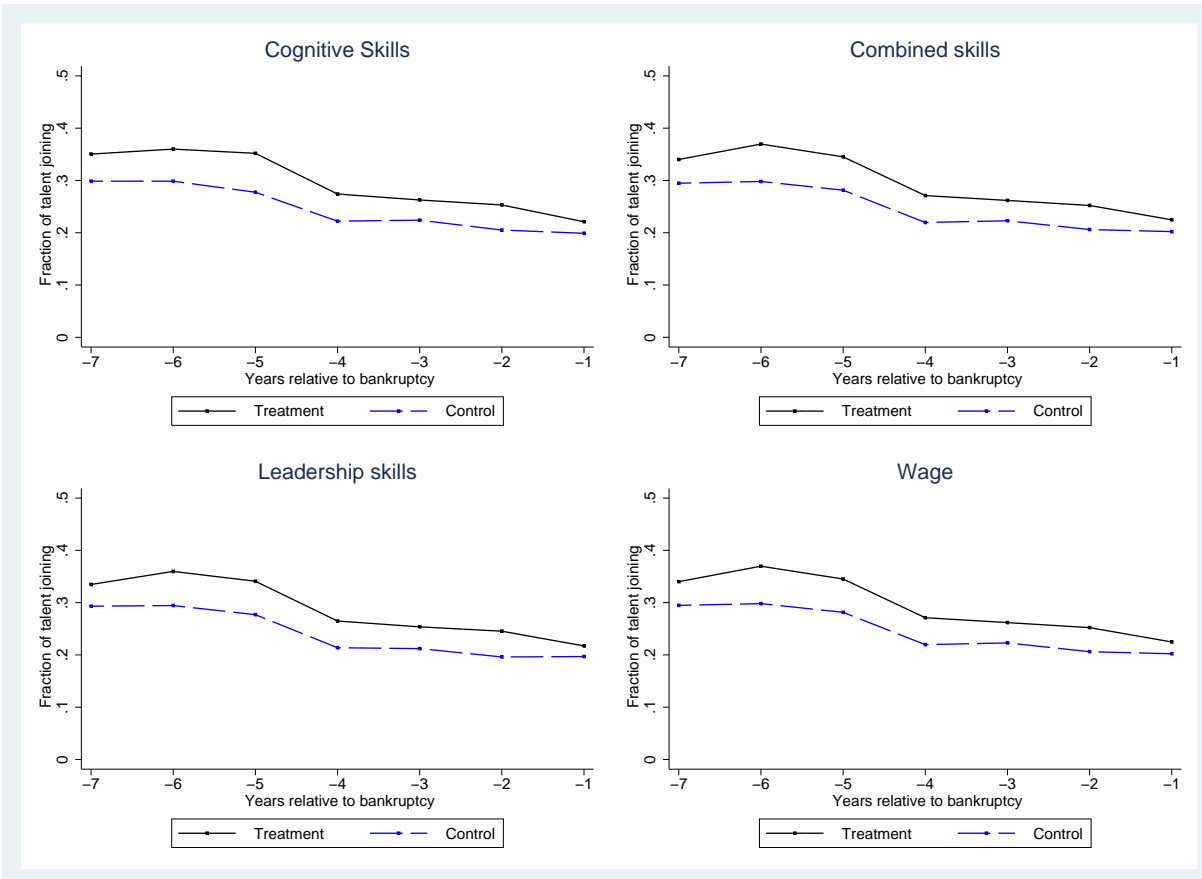 Cognitive Skills
Fraction of talent joining
.5
.4
.3
.2
.1
0
−7 −6 −5 −4 −3 −2 −1
Years relative to bankruptcy
Treatment Control
Combined skills
Fraction of talent joining
.5
.4
.3
.2
.1
0
−7 −6 −5 −4 −3 −2 −1
Years relative to bankruptcy
Treatment Control
Leadership skills
Fraction of talent joining
.5
.4
.3
.2
.1
0
−7 −6 −5 −4 −3 −2 −1
Years relative to bankruptcy
Treatment Control
Wage
Fraction of talent joining
.5
.4
.3
.2
.1
0
−7 −6 −5 −4 −3 −2 −1
Years relative to bankruptcy
Treatment Control